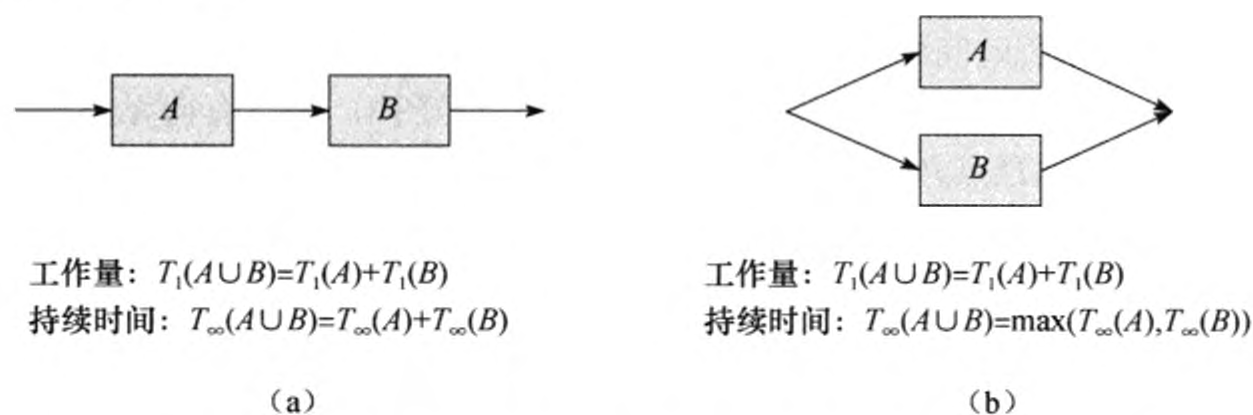 A
B
工作量：T₁(A∪B)=T₁(A)+T₁(B)
持续时间：T∞(A∪B)=T∞(A)+T∞(B)
(a)
A
B
工作量：T₁(A∪B)=T₁(A)+T₁(B)
持续时间：T∞(A∪B)=max(T∞(A),T∞(B))
(b)